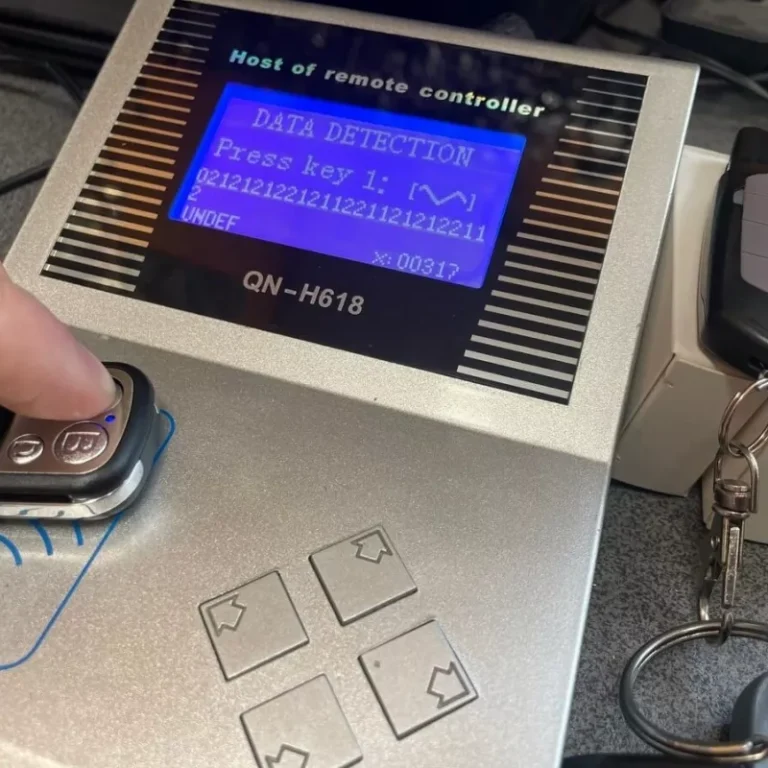 Host of remote controller
DATA DETECTION
Press key 1:
0212121221211221121212211
2
UNDEF
x:00317
QN-H618
B
D